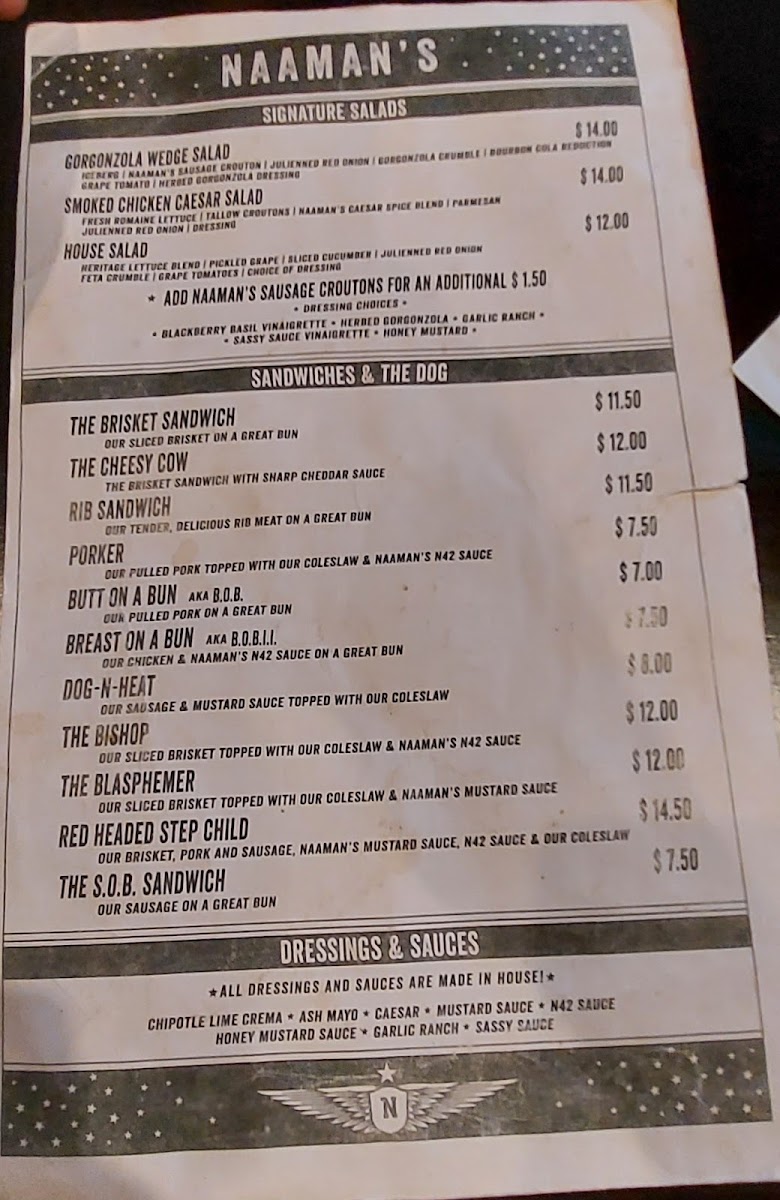 NAAMAN'S
SIGNATURE SALADS
GORGONZOLA WEDGE SALAD $ 14.00
ICEBERG | NAAMAN'S SAUSAGE CROUTON | JULIENNED RED ONION | GORGONZOLA CRUMBLE | BOURBON COLA REDUCTION
GRAPE TOMATO | HERBED GORGONZOLA DRESSING
SMOKED CHICKEN CAESAR SALAD $ 14.00
FRESH ROMAINE LETTUCE | TALLOW CROUTONS | NAAMAN'S CAESAR SPICE BLEND | PARMESAN
JULIENNED RED ONION | DRESSING
HOUSE SALAD $ 12.00
HERITAGE LETTUCE BLEND | PICKLED GRAPE | SLICED CUCUMBER | JULIENNED RED ONION
FETA CRUMBLE | GRAPE TOMATOES | CHOICE OF DRESSING
★ ADD NAAMAN'S SAUSAGE CROUTONS FOR AN ADDITIONAL $ 1.50
• DRESSING CHOICES •
• BLACKBERRY BASIL VINAIGRETTE • HERBED GORGONZOLA • GARLIC RANCH •
• SASSY SAUCE VINAIGRETTE • HONEY MUSTARD •
SANDWICHES & THE DOG
THE BRISKET SANDWICH $ 11.50
OUR SLICED BRISKET ON A GREAT BUN
THE CHEESY COW $ 12.00
THE BRISKET SANDWICH WITH SHARP CHEDDAR SAUCE
RIB SANDWICH $ 11.50
OUR TENDER, DELICIOUS RIB MEAT ON A GREAT BUN
PORKER $ 7.50
OUR PULLED PORK TOPPED WITH OUR COLESLAW & NAAMAN'S N42 SAUCE
BUTT ON A BUN AKA B.O.B. $ 7.00
OUR PULLED PORK ON A GREAT BUN
BREAST ON A BUN AKA B.O.B.I.I. $ 7.50
OUR CHICKEN & NAAMAN'S N42 SAUCE ON A GREAT BUN
DOG-N-HEAT $ 8.00
OUR SAUSAGE & MUSTARD SAUCE TOPPED WITH OUR COLESLAW
THE BISHOP $ 12.00
OUR SLICED BRISKET TOPPED WITH OUR COLESLAW & NAAMAN'S N42 SAUCE
THE BLASPHEMER $ 12.00
OUR SLICED BRISKET TOPPED WITH OUR COLESLAW & NAAMAN'S MUSTARD SAUCE
RED HEADED STEP CHILD $ 14.50
OUR BRISKET, PORK AND SAUSAGE, NAAMAN'S MUSTARD SAUCE, N42 SAUCE & OUR COLESLAW
THE S.O.B. SANDWICH $ 7.50
OUR SAUSAGE ON A GREAT BUN
DRESSINGS & SAUCES
★ALL DRESSINGS AND SAUCES ARE MADE IN HOUSE!★
CHIPOTLE LIME CREMA ★ ASH MAYO ★ CAESAR ★ MUSTARD SAUCE ★ N42 SAUCE
HONEY MUSTARD SAUCE ★ GARLIC RANCH ★ SASSY SAUCE
N